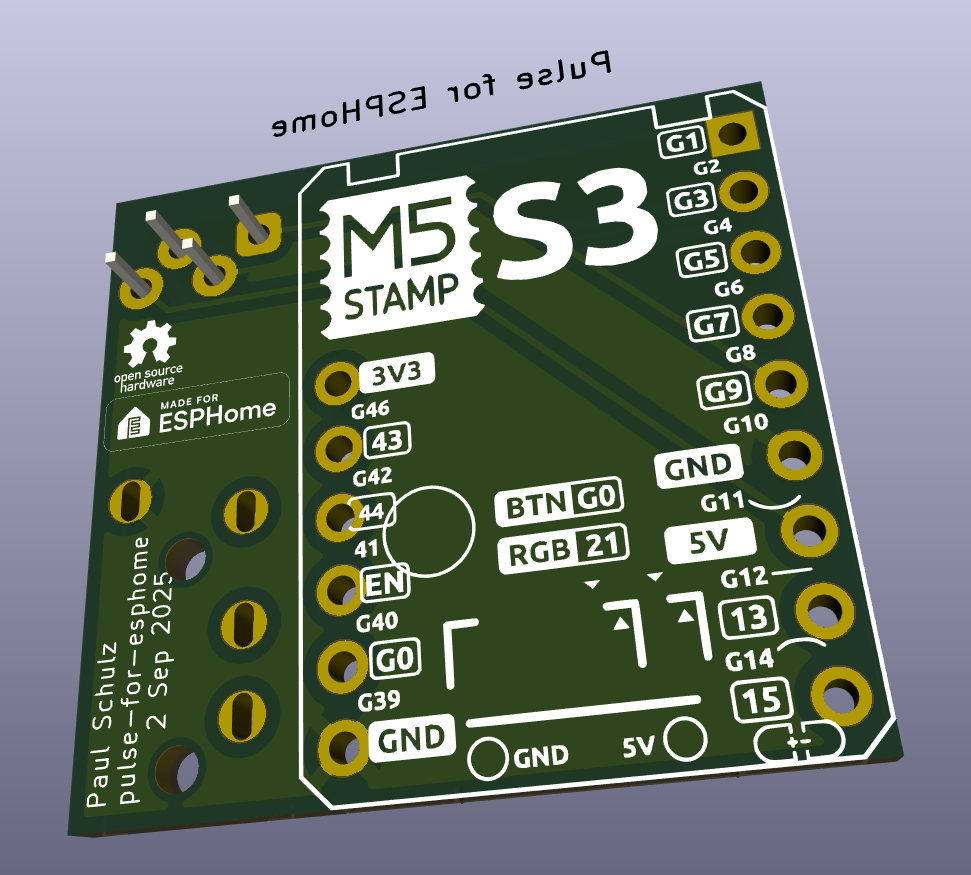 Pulse for ESPHome
M5
STAMP
S3
G1
G2
G3
G4
G5
G6
G7
G8
G9
G10
GND
G11
5V
G12
13
G14
15
open source
hardware
MADE FOR
ESPHome
3V3
G46
43
G42
44
41
EN
G40
G0
G39
GND
BTN G0
RGB 21
GND
5V
+-
Paul Schulz
pulse-for-esphome
2 Sep 2025